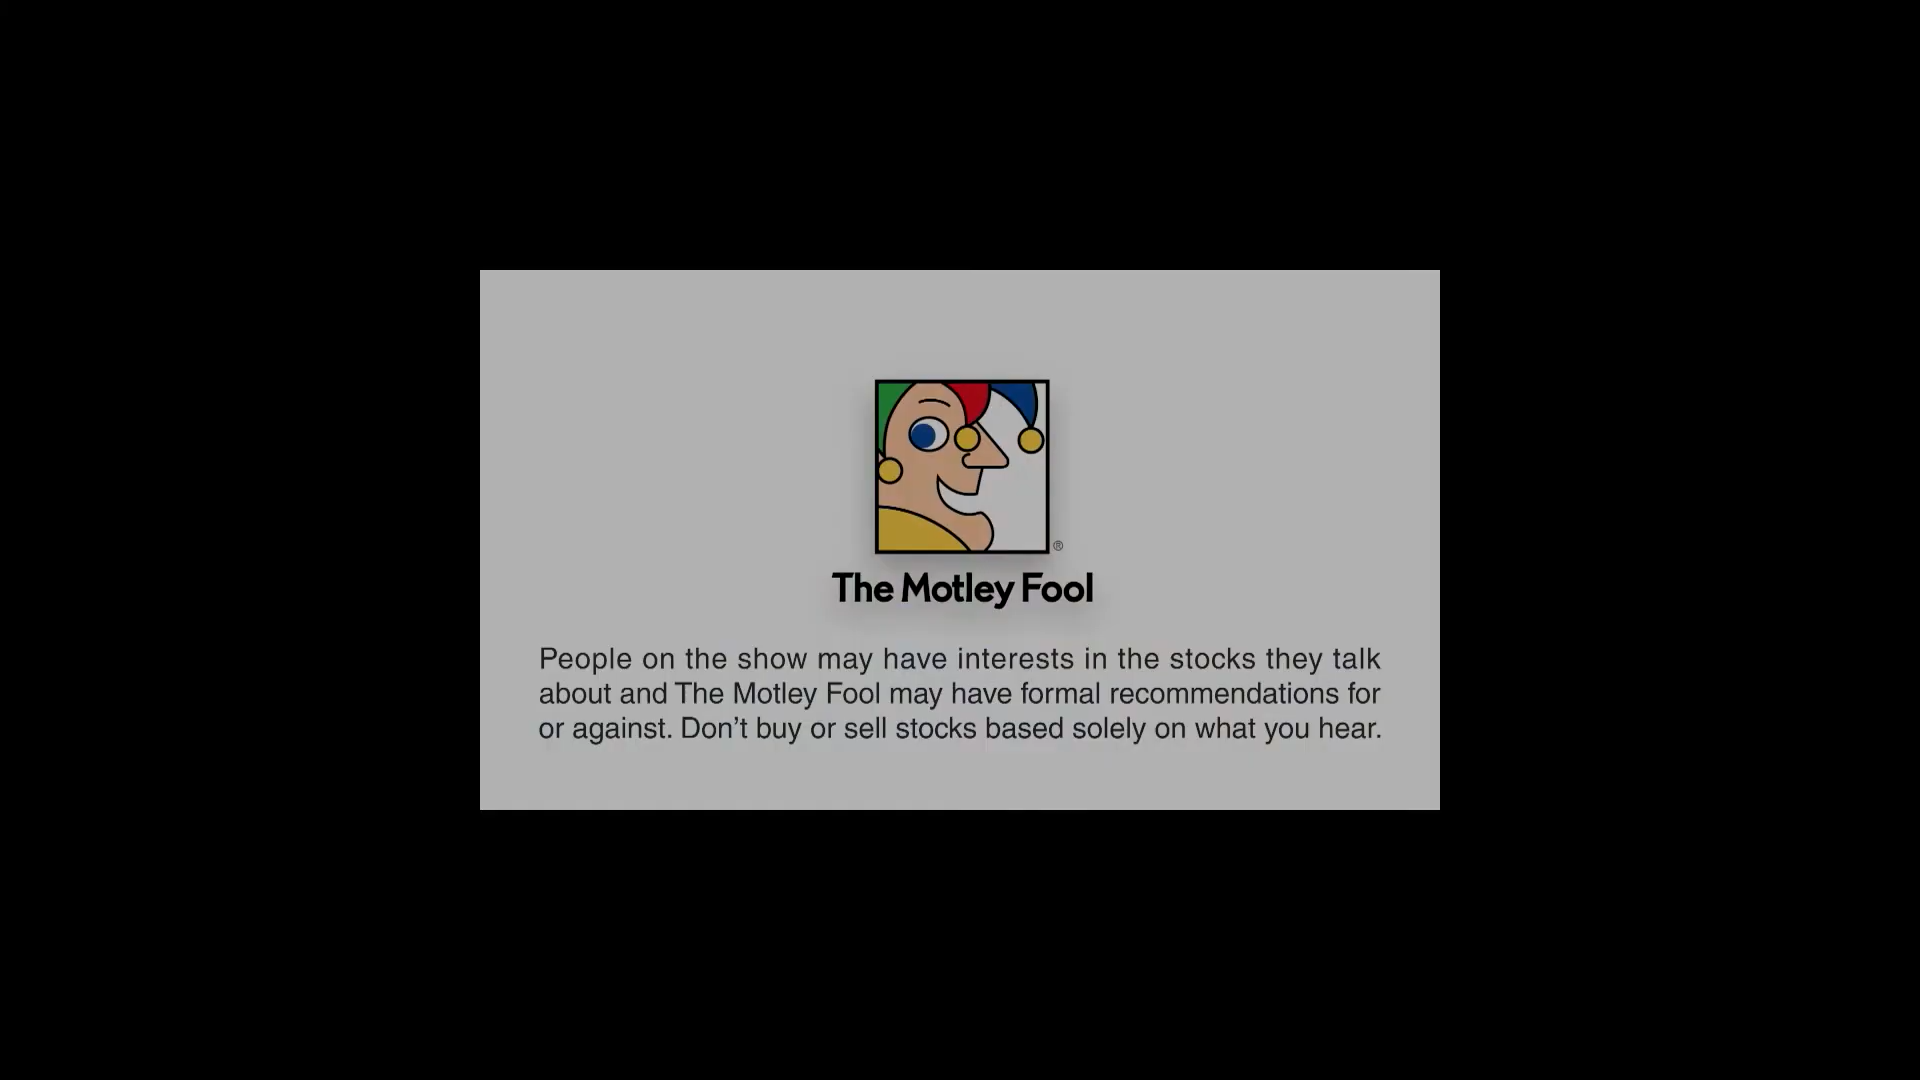 ®
The Motley Fool
People on the show may have interests in the stocks they talk
about and The Motley Fool may have formal recommendations for
or against. Don’t buy or sell stocks based solely on what you hear.